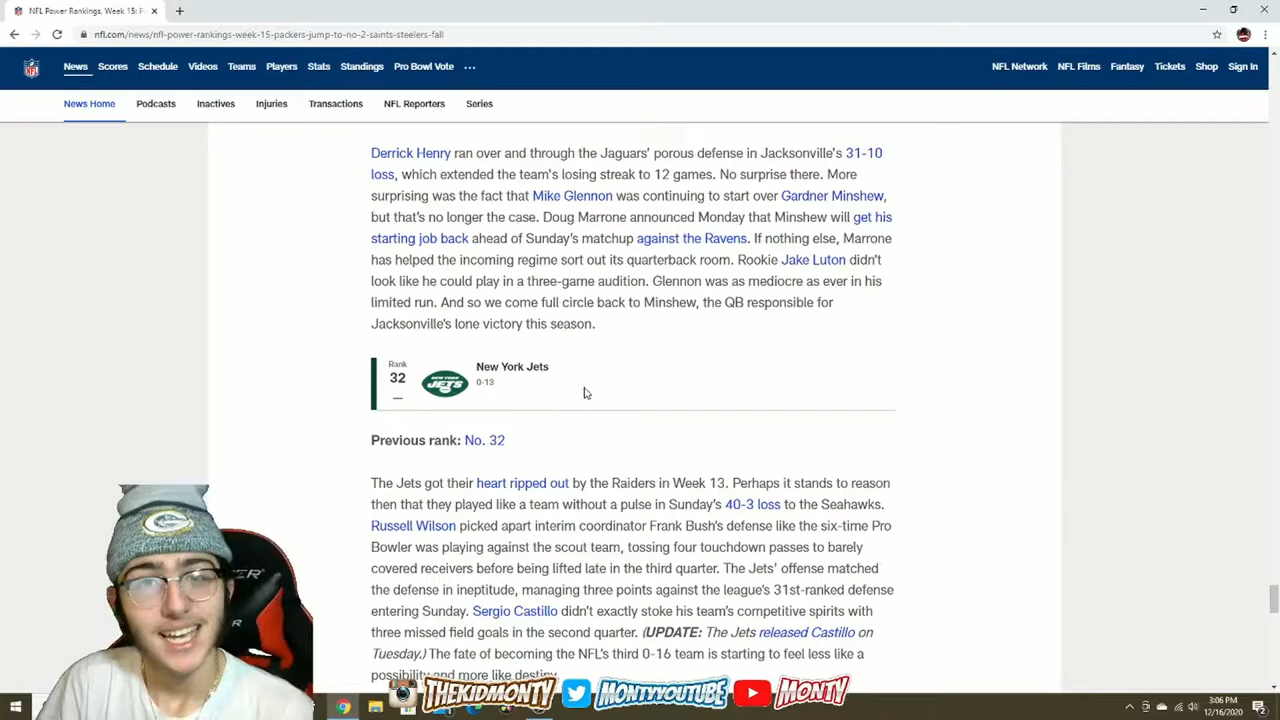 NFL Power Rankings, Week 15: P
nfl.com/news/nfl-power-rankings-week-15-packers-jump-to-no-2-saints-steelers-fall
News Scores Schedule Videos Teams Players Stats Standings Pro Bowl Vote ... NFL Network NFL Films Fantasy Tickets Shop Sign In
News Home Podcasts Inactives Injuries Transactions NFL Reporters Series
Derrick Henry ran over and through the Jaguars' porous defense in Jacksonville's 31-10
loss, which extended the team's losing streak to 12 games. No surprise there. More
surprising was the fact that Mike Glennon was continuing to start over Gardner Minshew,
but that's no longer the case. Doug Marrone announced Monday that Minshew will get his
starting job back ahead of Sunday's matchup against the Ravens. If nothing else, Marrone
has helped the incoming regime sort out its quarterback room. Rookie Jake Luton didn't
look like he could play in a three-game audition. Glennon was as mediocre as ever in his
limited run. And so we come full circle back to Minshew, the QB responsible for
Jacksonville's lone victory this season.
Rank
32
NEW YORK
JETS
New York Jets
0-13
Previous rank: No. 32
The Jets got their heart ripped out by the Raiders in Week 13. Perhaps it stands to reason
then that they played like a team without a pulse in Sunday's 40-3 loss to the Seahawks.
Russell Wilson picked apart interim coordinator Frank Bush's defense like the six-time Pro
Bowler was playing against the scout team, tossing four touchdown passes to barely
covered receivers before being lifted late in the third quarter. The Jets' offense matched
the defense in ineptitude, managing three points against the league's 31st-ranked defense
entering Sunday. Sergio Castillo didn't exactly stoke his team's competitive spirits with
three missed field goals in the second quarter. (UPDATE: The Jets released Castillo on
Tuesday.) The fate of becoming the NFL's third 0-16 team is starting to feel less like a
possibility and more like destiny.
THEKIDMONTY MONTYYOUTUBE MONTY
3:06 PM
12/16/2020